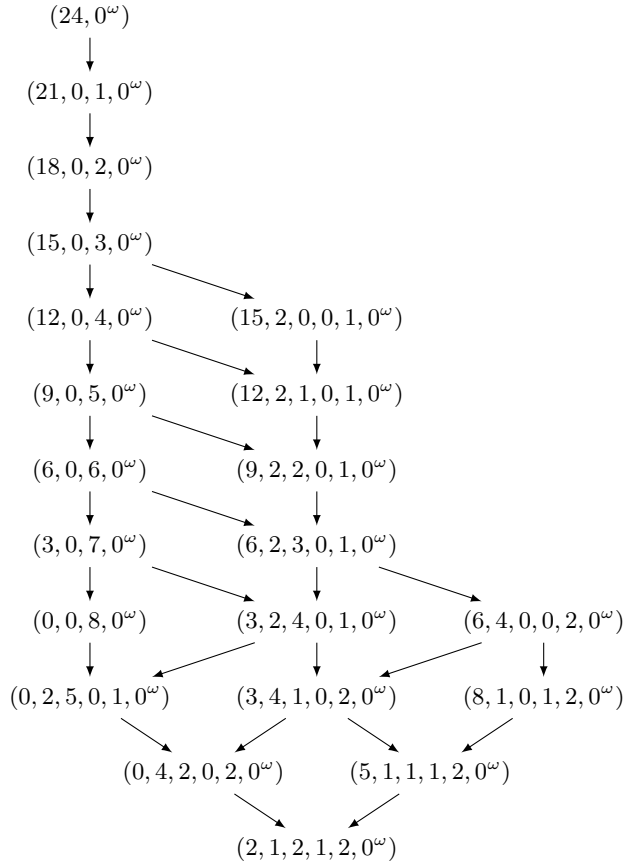 (24, 0^ω)
(21, 0, 1, 0^ω)
(18, 0, 2, 0^ω)
(15, 0, 3, 0^ω)
(12, 0, 4, 0^ω) (15, 2, 0, 0, 1, 0^ω)
(9, 0, 5, 0^ω) (12, 2, 1, 0, 1, 0^ω)
(6, 0, 6, 0^ω) (9, 2, 2, 0, 1, 0^ω)
(3, 0, 7, 0^ω) (6, 2, 3, 0, 1, 0^ω)
(0, 0, 8, 0^ω) (3, 2, 4, 0, 1, 0^ω) (6, 4, 0, 0, 2, 0^ω)
(0, 2, 5, 0, 1, 0^ω) (3, 4, 1, 0, 2, 0^ω) (8, 1, 0, 1, 2, 0^ω)
(0, 4, 2, 0, 2, 0^ω) (5, 1, 1, 1, 2, 0^ω)
(2, 1, 2, 1, 2, 0^ω)